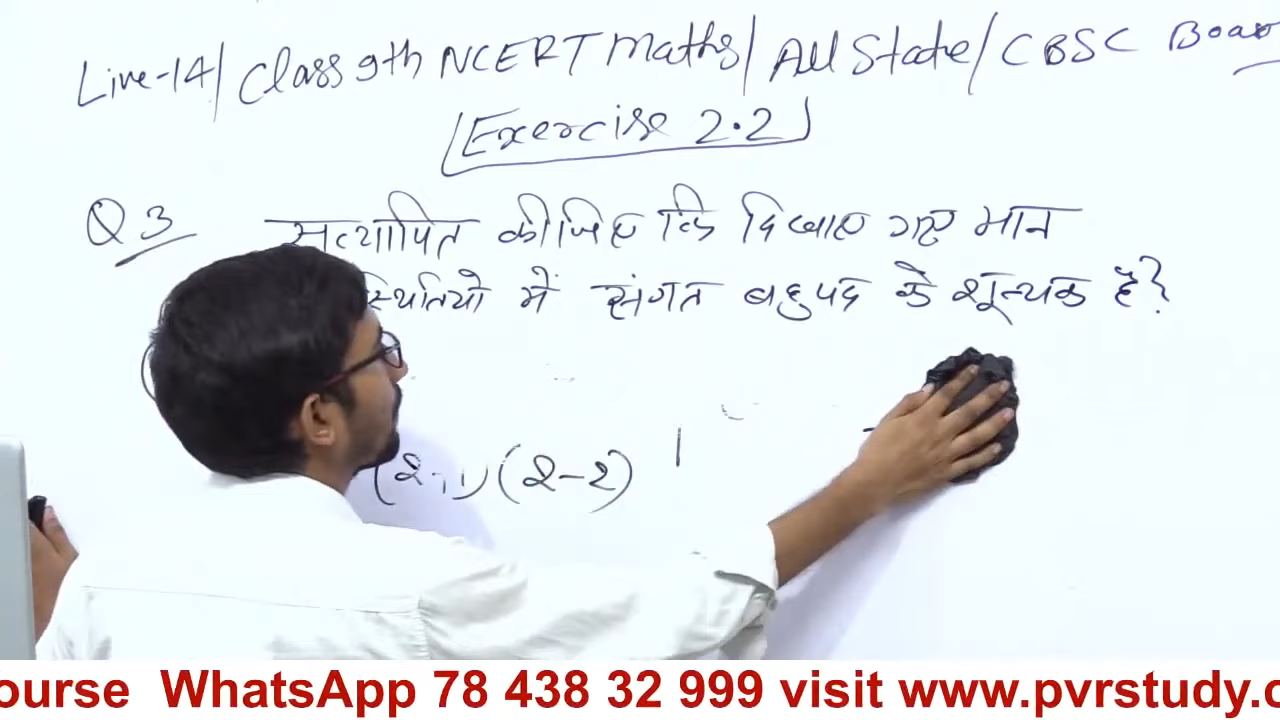 Live-14/ Class 9th NCERT Maths/ All State/ CBSC Boar
Exercise 2.2
Q 3 सत्यापित कीजिए कि दिखाए गए मान
स्थितियो में संगत बहुपद के शून्यक है?
(2-2)
ourse WhatsApp 78 438 32 999 visit www.pvrstudy.c